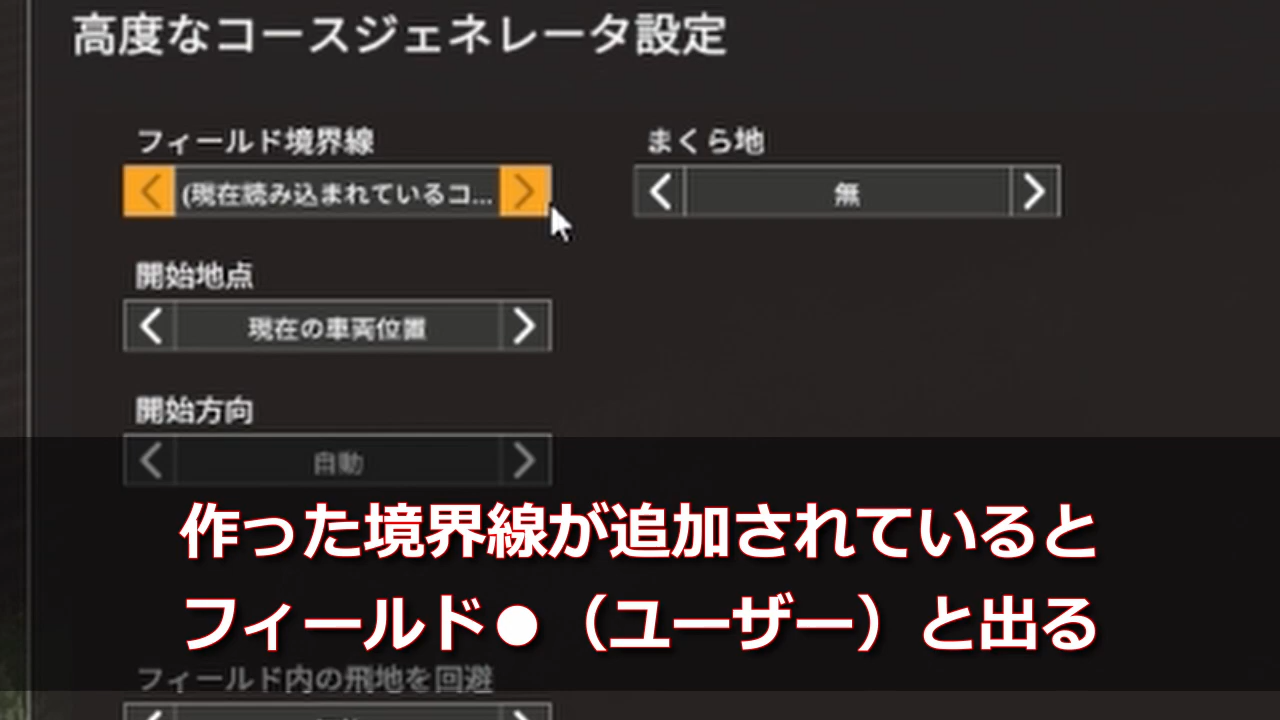 高度なコースジェネレータ設定
フィールド境界線
まくら地
(現在読み込まれているコ...
無
開始地点
現在の車両位置
開始方向
自動
作った境界線が追加されていると
フィールド●（ユーザー）と出る
フィールド内の飛地を回避